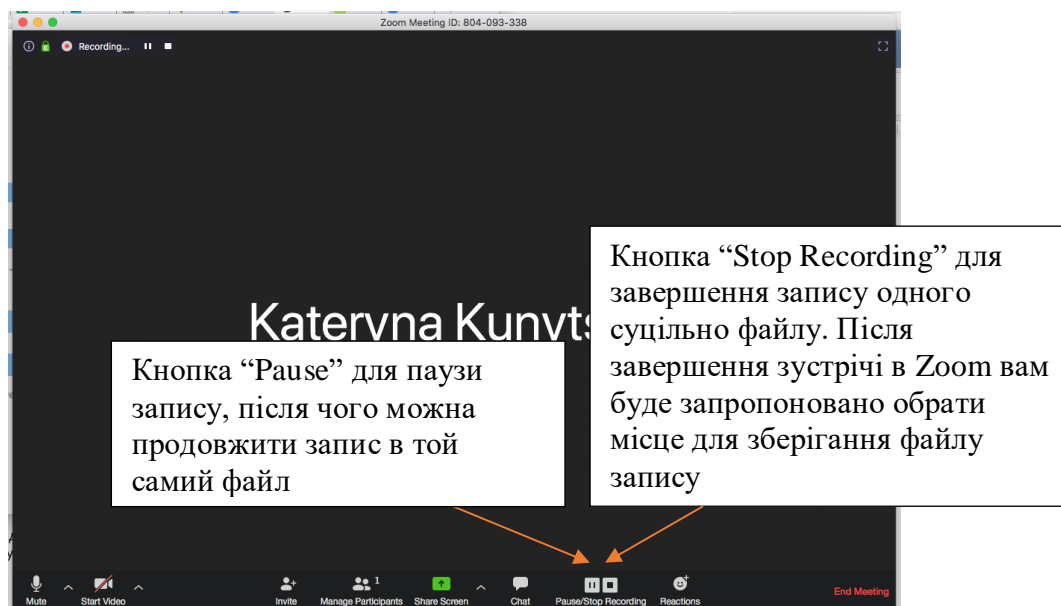 Zoom Meeting ID: 804-093-338
Recording...
Кнопка “Stop Recording” для
завершення запису одного
суцільно файлу. Після
завершення зустрічі в Zoom вам
буде запропоновано обрати
місце для зберігання файлу
запису
Kateryna
Кнопка “Pause” для паузи
запису, після чого можна
продовжити запис в той
самий файл
Mute
Start Video
Invite
Manage Participants
1
Share Screen
Chat
Pause/Stop Recording
Reactions
End Meeting